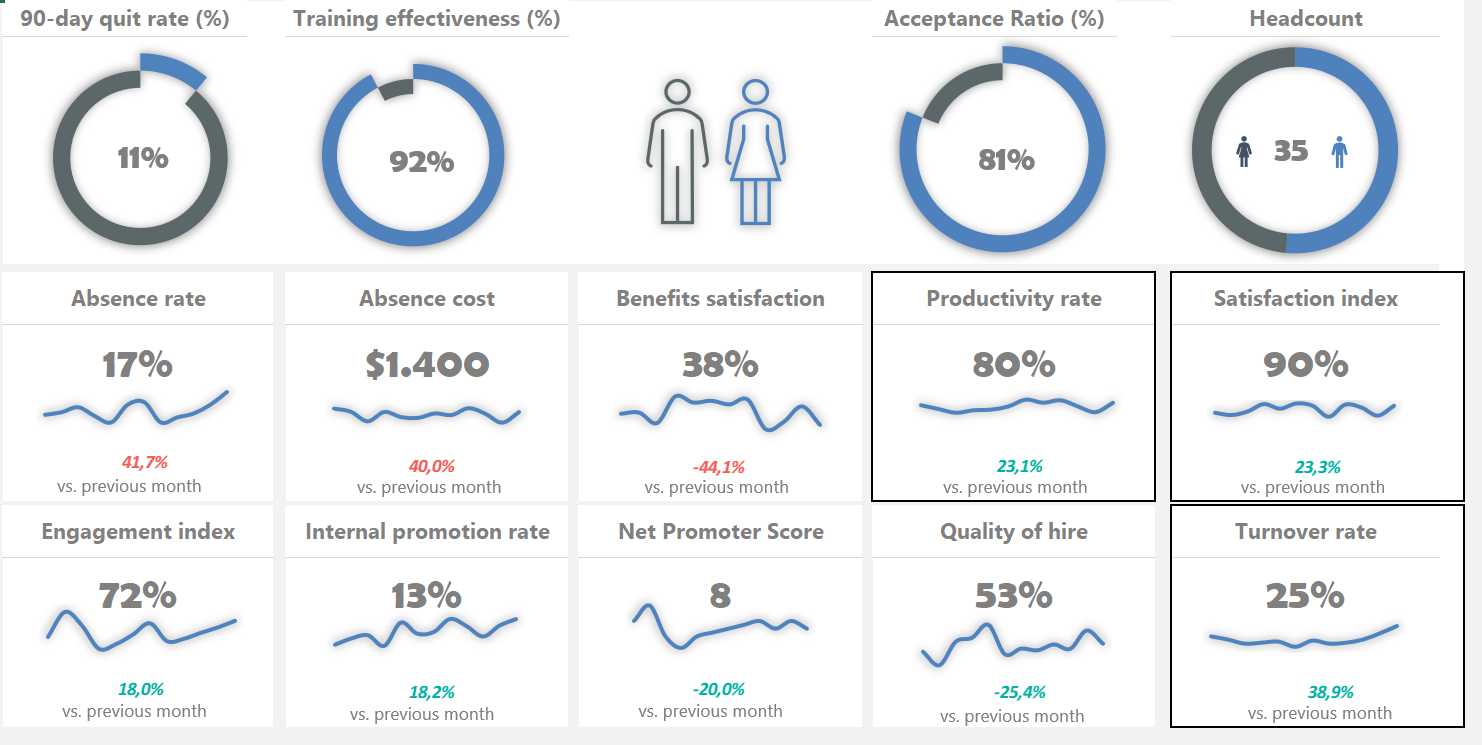 90-day quit rate (%)
Training effectiveness (%)
Acceptance Ratio (%)
Headcount
11%
92%
81%
35
Absence rate
Absence cost
Benefits satisfaction
Productivity rate
Satisfaction index
17%
$1.400
38%
80%
90%
41,7%
40,0%
-44,1%
23,1%
23,3%
vs. previous month
vs. previous month
vs. previous month
vs. previous month
vs. previous month
Engagement index
Internal promotion rate
Net Promoter Score
Quality of hire
Turnover rate
72%
13%
8
53%
25%
18,0%
18,2%
-20,0%
-25,4%
38,9%
vs. previous month
vs. previous month
vs. previous month
vs. previous month
vs. previous month